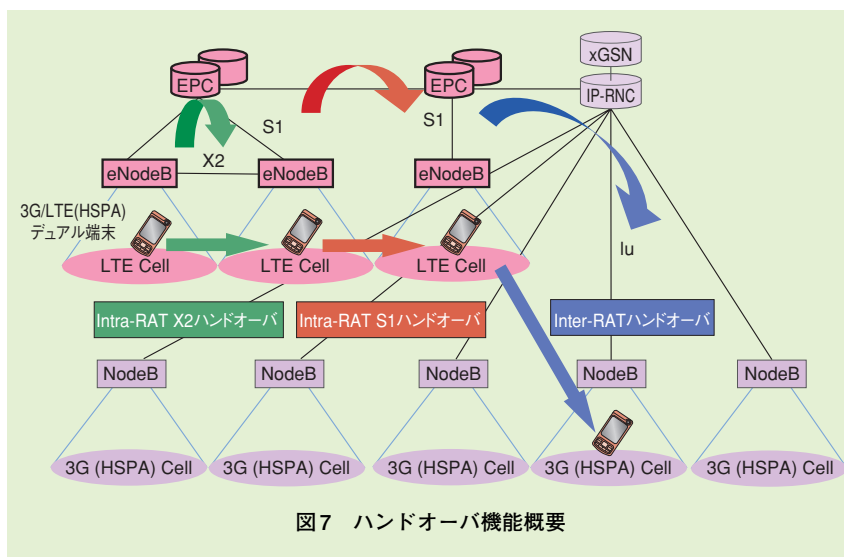 xGSN
EPC
EPC
IP-RNC
S1
S1
X2
eNodeB
eNodeB
eNodeB
3G/LTE(HSPA)
デュアル端末
Iu
LTE Cell
LTE Cell
LTE Cell
Intra-RAT X2ハンドオーバ
Intra-RAT S1ハンドオーバ
Inter-RATハンドオーバ
NodeB
NodeB
NodeB
NodeB
NodeB
3G (HSPA) Cell
3G (HSPA) Cell
3G (HSPA) Cell
3G (HSPA) Cell
3G (HSPA) Cell
図7 ハンドオーバ機能概要